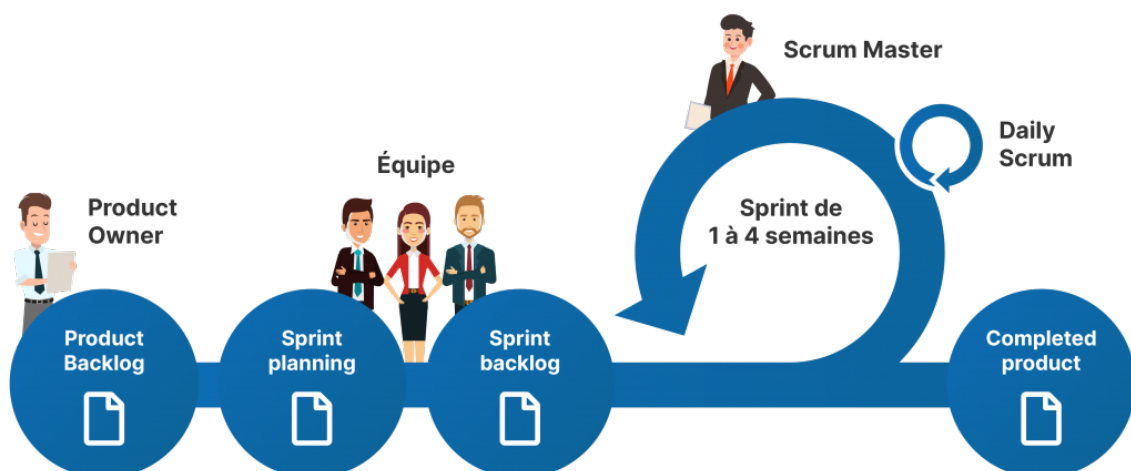 Scrum Master
Daily
Scrum
Équipe
Product
Owner
Sprint de
1 à 4 semaines
Product
Backlog
Sprint
planning
Sprint
backlog
Completed
product